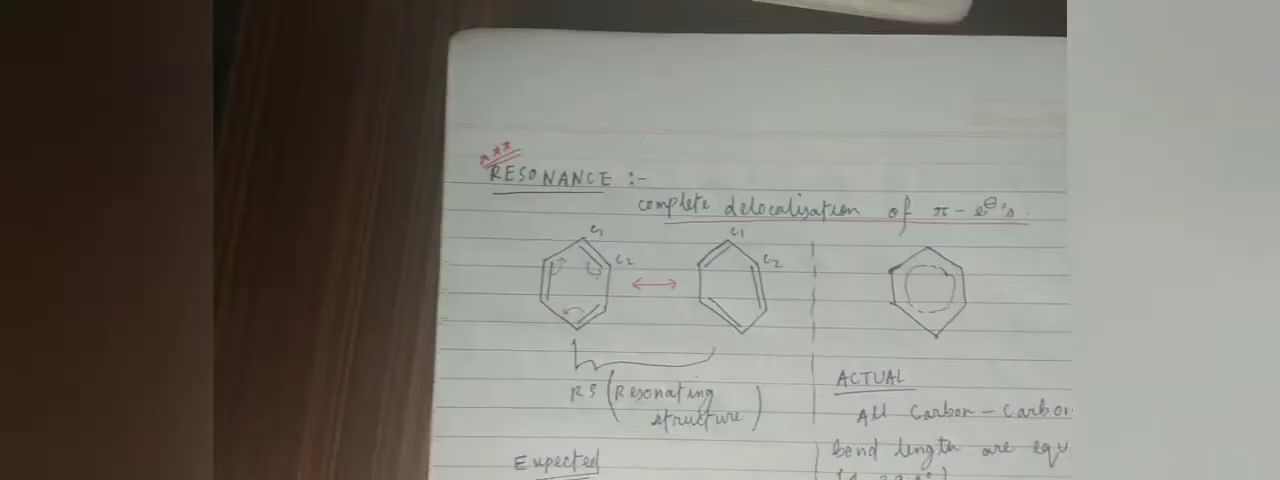 ***
RESONANCE :-
complete delocalisation of π - e⊖'s.
C1
C2
C1
C2
RS (Resonating
structure)
Expected
ACTUAL
All Carbon - Carbon
bond length are equ